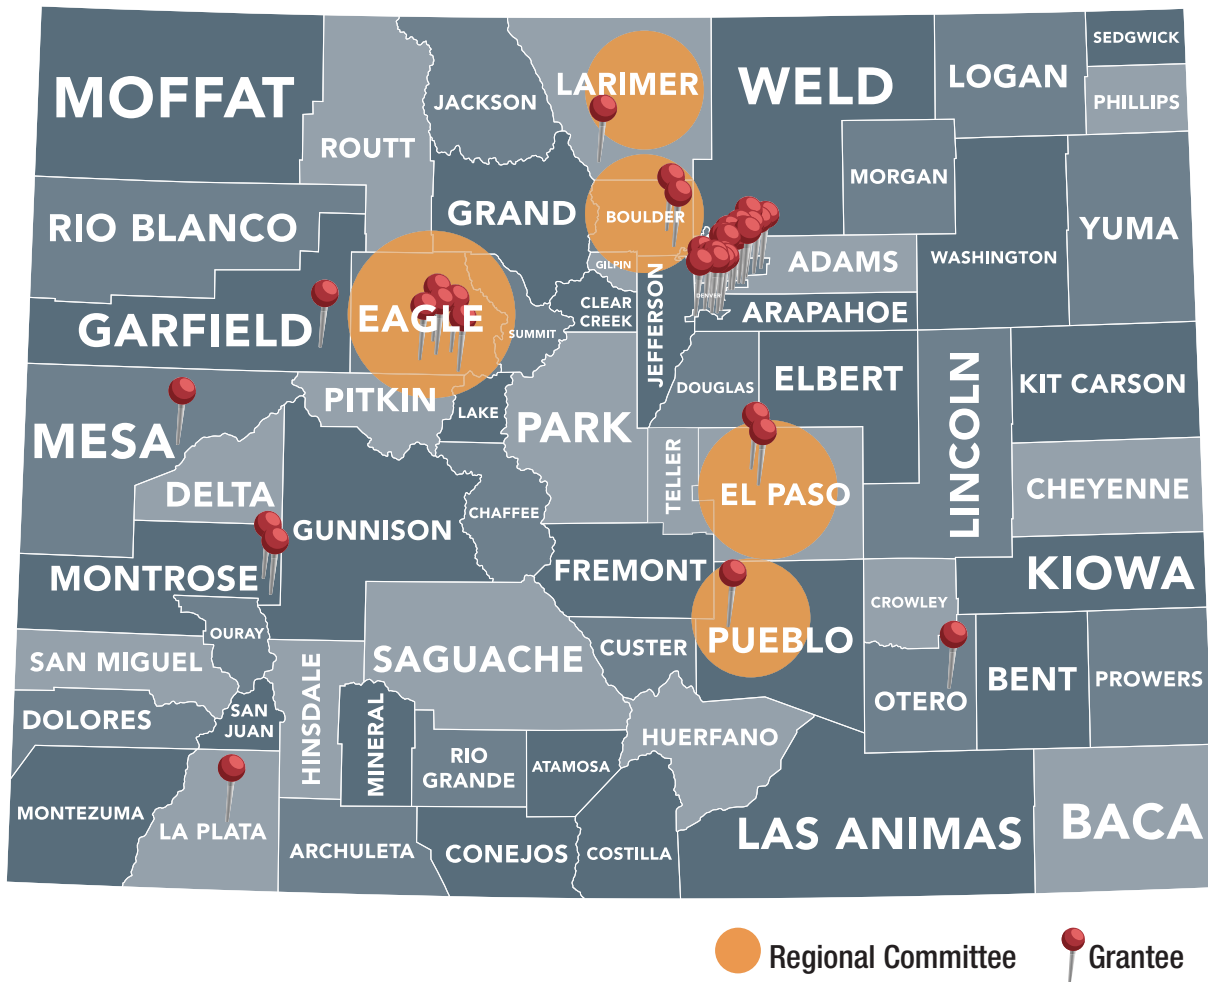 SEDGWICK
LARIMER
WELD
LOGAN
MOFFAT
JACKSON
PHILLIPS
ROUTT
MORGAN
RIO BLANCO
GRAND
BOULDER
YUMA
GILPIN
ADAMS
WASHINGTON
DENVER
CLEAR
CREEK
JEFFERSON
ARAPAHOE
GARFIELD
EAGLE
SUMMIT
DOUGLAS
ELBERT
LINCOLN
KIT CARSON
PITKIN
LAKE
PARK
MESA
TELLER
DELTA
EL PASO
CHEYENNE
CHAFFEE
GUNNISON
MONTROSE
FREMONT
KIOWA
CROWLEY
OURAY
PUEBLO
SAN MIGUEL
HINSDALE
SAGUACHE
CUSTER
BENT
PROWERS
OTERO
DOLORES
SAN
JUAN
MINERAL
HUERFANO
RIO
GRANDE
ATAMOSA
MONTEZUMA
LA PLATA
LAS ANIMAS
BACA
ARCHULETA
CONEJOS
COSTILLA
Regional Committee
Grantee